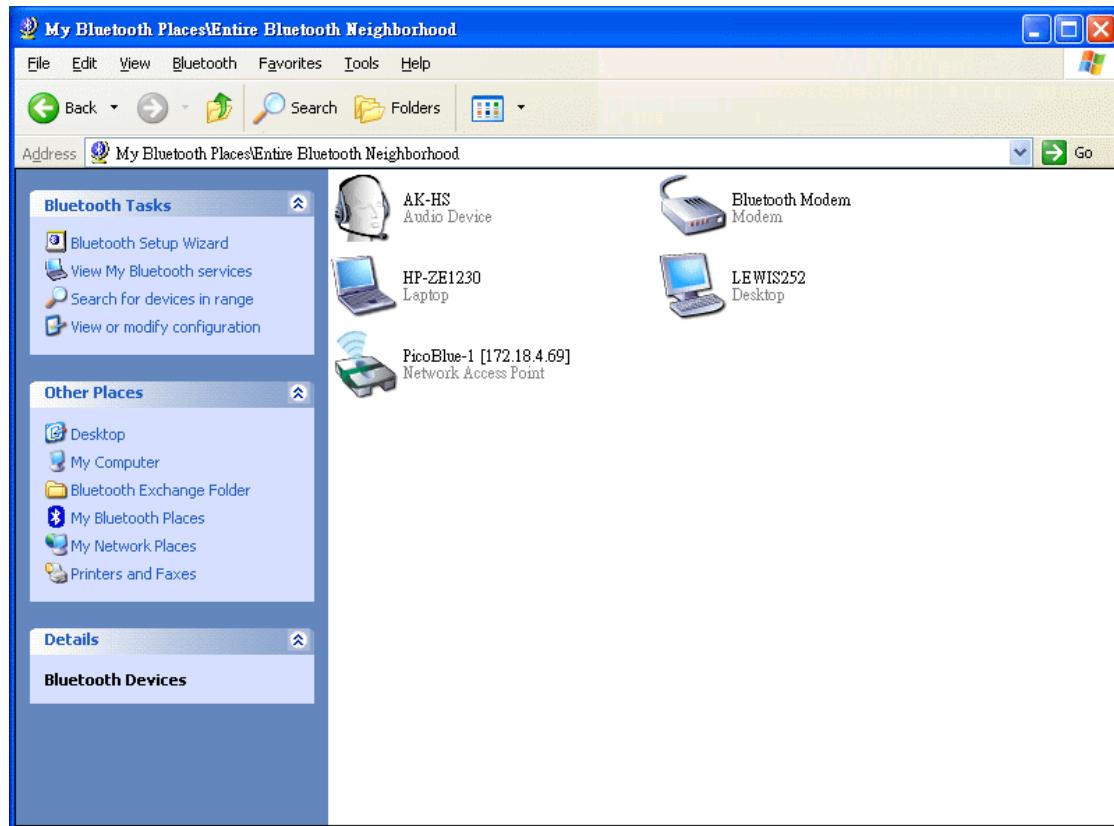 My Bluetooth Places\Entire Bluetooth Neighborhood
File Edit View Bluetooth Favorites Tools Help
Back Search Folders
Address My Bluetooth Places\Entire Bluetooth Neighborhood Go
Bluetooth Tasks
Bluetooth Setup Wizard
View My Bluetooth services
Search for devices in range
View or modify configuration
Other Places
Desktop
My Computer
Bluetooth Exchange Folder
My Bluetooth Places
My Network Places
Printers and Faxes
Details
Bluetooth Devices
AK-HS
Audio Device
Bluetooth Modem
Modem
HP-ZE1230
Laptop
LEWIS252
Desktop
PicoBlue-1 [172.18.4.69]
Network Access Point